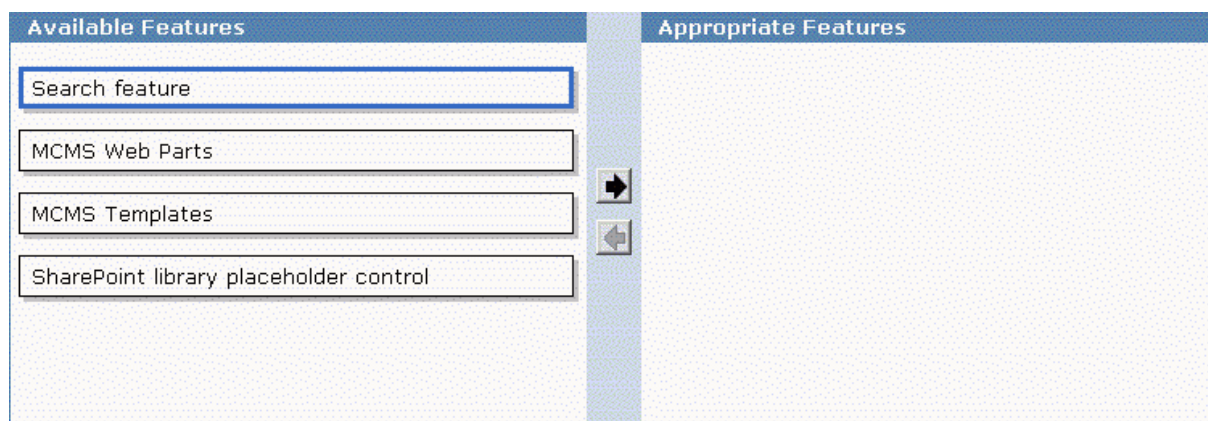 Available Features
Appropriate Features
Search feature
MCMS Web Parts
MCMS Templates
SharePoint library placeholder control